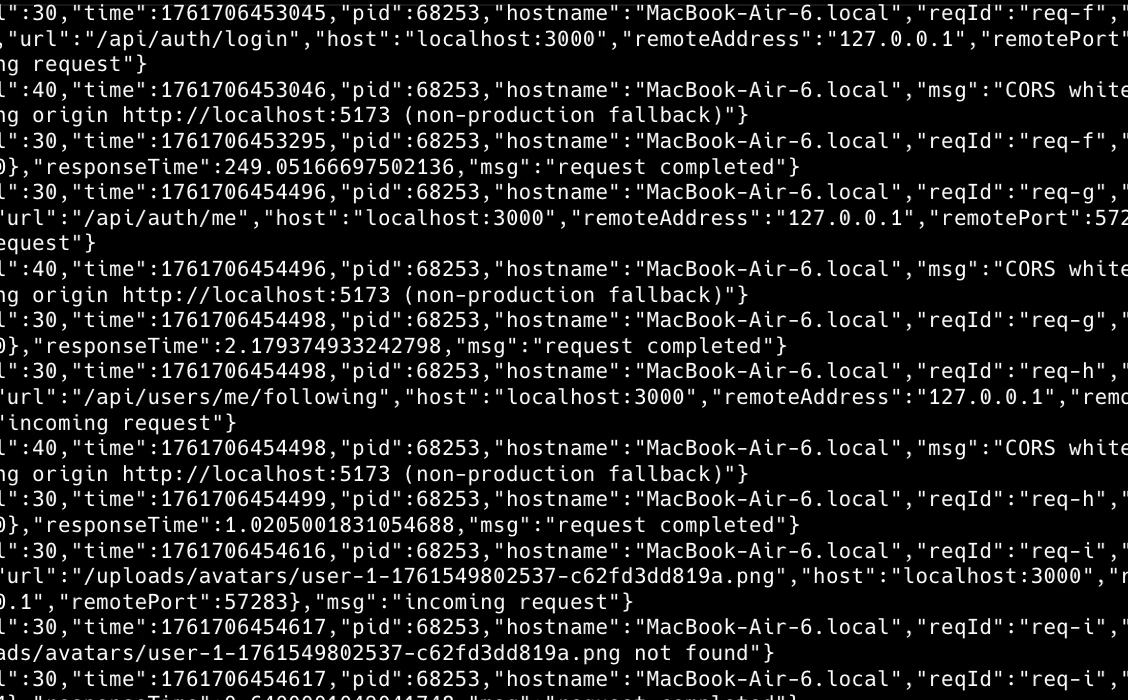 l":30,"time":1761706453045,"pid":68253,"hostname":"MacBook-Air-6.local","reqId":"req-f","
,"url":"/api/auth/login","host":"localhost:3000","remoteAddress":"127.0.0.1","remotePort"
ng request"}
l":40,"time":1761706453046,"pid":68253,"hostname":"MacBook-Air-6.local","msg":"CORS white
ng origin http://localhost:5173 (non-production fallback)"}
l":30,"time":1761706453295,"pid":68253,"hostname":"MacBook-Air-6.local","reqId":"req-f","
0},"responseTime":249.05166697502136,"msg":"request completed"}
l":30,"time":1761706454496,"pid":68253,"hostname":"MacBook-Air-6.local","reqId":"req-g","
"url":"/api/auth/me","host":"localhost:3000","remoteAddress":"127.0.0.1","remotePort":572
equest"}
l":40,"time":1761706454496,"pid":68253,"hostname":"MacBook-Air-6.local","msg":"CORS white
ng origin http://localhost:5173 (non-production fallback)"}
l":30,"time":1761706454498,"pid":68253,"hostname":"MacBook-Air-6.local","reqId":"req-g","
0},"responseTime":2.179374933242798,"msg":"request completed"}
l":30,"time":1761706454498,"pid":68253,"hostname":"MacBook-Air-6.local","reqId":"req-h","
"url":"/api/users/me/following","host":"localhost:3000","remoteAddress":"127.0.0.1","remo
"incoming request"}
l":40,"time":1761706454498,"pid":68253,"hostname":"MacBook-Air-6.local","msg":"CORS white
ng origin http://localhost:5173 (non-production fallback)"}
l":30,"time":1761706454499,"pid":68253,"hostname":"MacBook-Air-6.local","reqId":"req-h","
0},"responseTime":1.0205001831054688,"msg":"request completed"}
l":30,"time":1761706454616,"pid":68253,"hostname":"MacBook-Air-6.local","reqId":"req-i","
"url":"/uploads/avatars/user-1-1761549802537-c62fd3dd819a.png","host":"localhost:3000","r
0.1","remotePort":57283},"msg":"incoming request"}
l":30,"time":1761706454617,"pid":68253,"hostname":"MacBook-Air-6.local","reqId":"req-i","
ads/avatars/user-1-1761549802537-c62fd3dd819a.png not found"}
l":30,"time":1761706454617,"pid":68253,"hostname":"MacBook-Air-6.local","reqId":"req-i","
"msg":"request completed"}